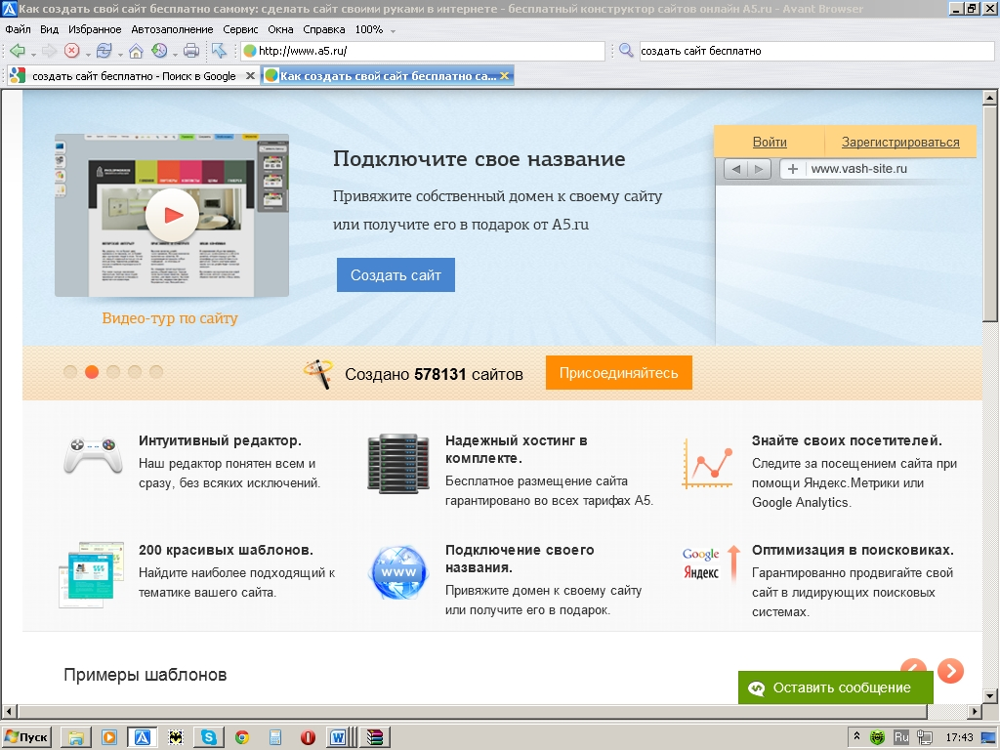 Как создать свой сайт бесплатно самому: сделать сайт своими руками в интернете - бесплатный конструктор сайтов онлайн A5.ru - Avant Browser
Файл Вид Избранное Автозаполнение Сервис Окна Справка 100%
http://www.a5.ru/
создать сайт бесплатно
создать сайт бесплатно - Поиск в Google
Как создать свой сайт бесплатно са...
Войти
Зарегистрироваться
www.vash-site.ru
Подключите свое название
Привяжите собственный домен к своему сайту
или получите его в подарок от A5.ru
Создать сайт
Видео-тур по сайту
Создано 578131 сайтов
Присоединяйтесь
Интуитивный редактор.
Наш редактор понятен всем и
сразу, без всяких исключений.
Надежный хостинг в
комплекте.
Бесплатное размещение сайта
гарантировано во всех тарифах А5.
Знайте своих посетителей.
Следите за посещением сайта при
помощи Яндекс.Метрики или
Google Analytics.
200 красивых шаблонов.
Найдите наиболее подходящий к
тематике вашего сайта.
www
Подключение своего
названия.
Привяжите домен к своему сайту
или получите его в подарок.
Google
Яндекс
Оптимизация в поисковиках.
Гарантированно продвигайте свой
сайт в лидирующих поисковых
системах.
Примеры шаблонов
Оставить сообщение
Пуск
Ru
17:43